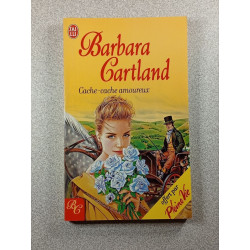 J'AI LU
Barbara
Cartland
Cache-cache amoureux
offert par
Pleine Vie
BC